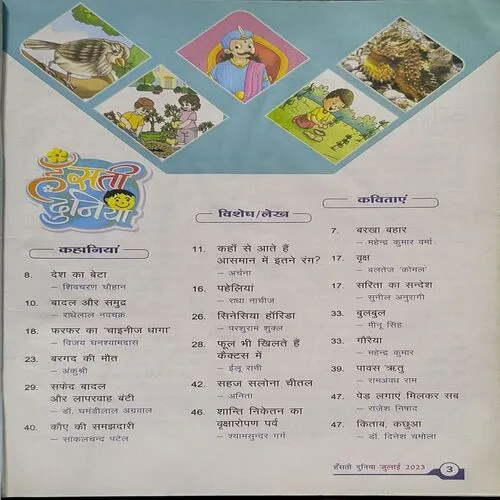 हँसती
दुनिया
कहानियां
8. देश का बेटा
– शिवचरण चौहान
10. बादल और समुद्र
– राधेलाल नवचक्र
18. फरफर का 'चाइनीज धागा'
– विजय घनश्यामदास
23. बरगद की मौत
– अंकुश्री
29. सफेद बादल
और लापरवाह बंटी
– डॉ. घमंडीलाल अग्रवाल
40. कौए की समझदारी
– सांकलचन्द पटेल
विशेष/लेख
11. कहाँ से आते हैं
आसमान में इतने रंग?
– अर्चना
16. पहेलियां
– राधा नाचीज
26. सिनेसिया हॉरिडा
– परशुराम शुक्ल
28. फूल भी खिलते हैं
कैक्टस में
– ईलू रानी
42. सहज सलोना चीतल
– अनिता
46. शान्ति निकेतन का
वृक्षारोपण पर्व
– श्यामसुन्दर गर्ग
कविताएं
7. बरखा बहार
– महेन्द्र कुमार वर्मा
17. वृक्ष
– बलतेज 'कोमल'
17. सरिता का सन्देश
– सुनील अनुरागी
33. बुलबुल
– मीनू सिंह
33. गौरैया
– महेन्द्र कुमार
39. पावस ऋतु
– रामअवध राम
47. पेड़ लगाएं मिलकर सब
– राजेश निषाद
47. किताब, कछुआ
– डॉ. दिनेश चमोला
हँसती दुनिया जुलाई 2023 3